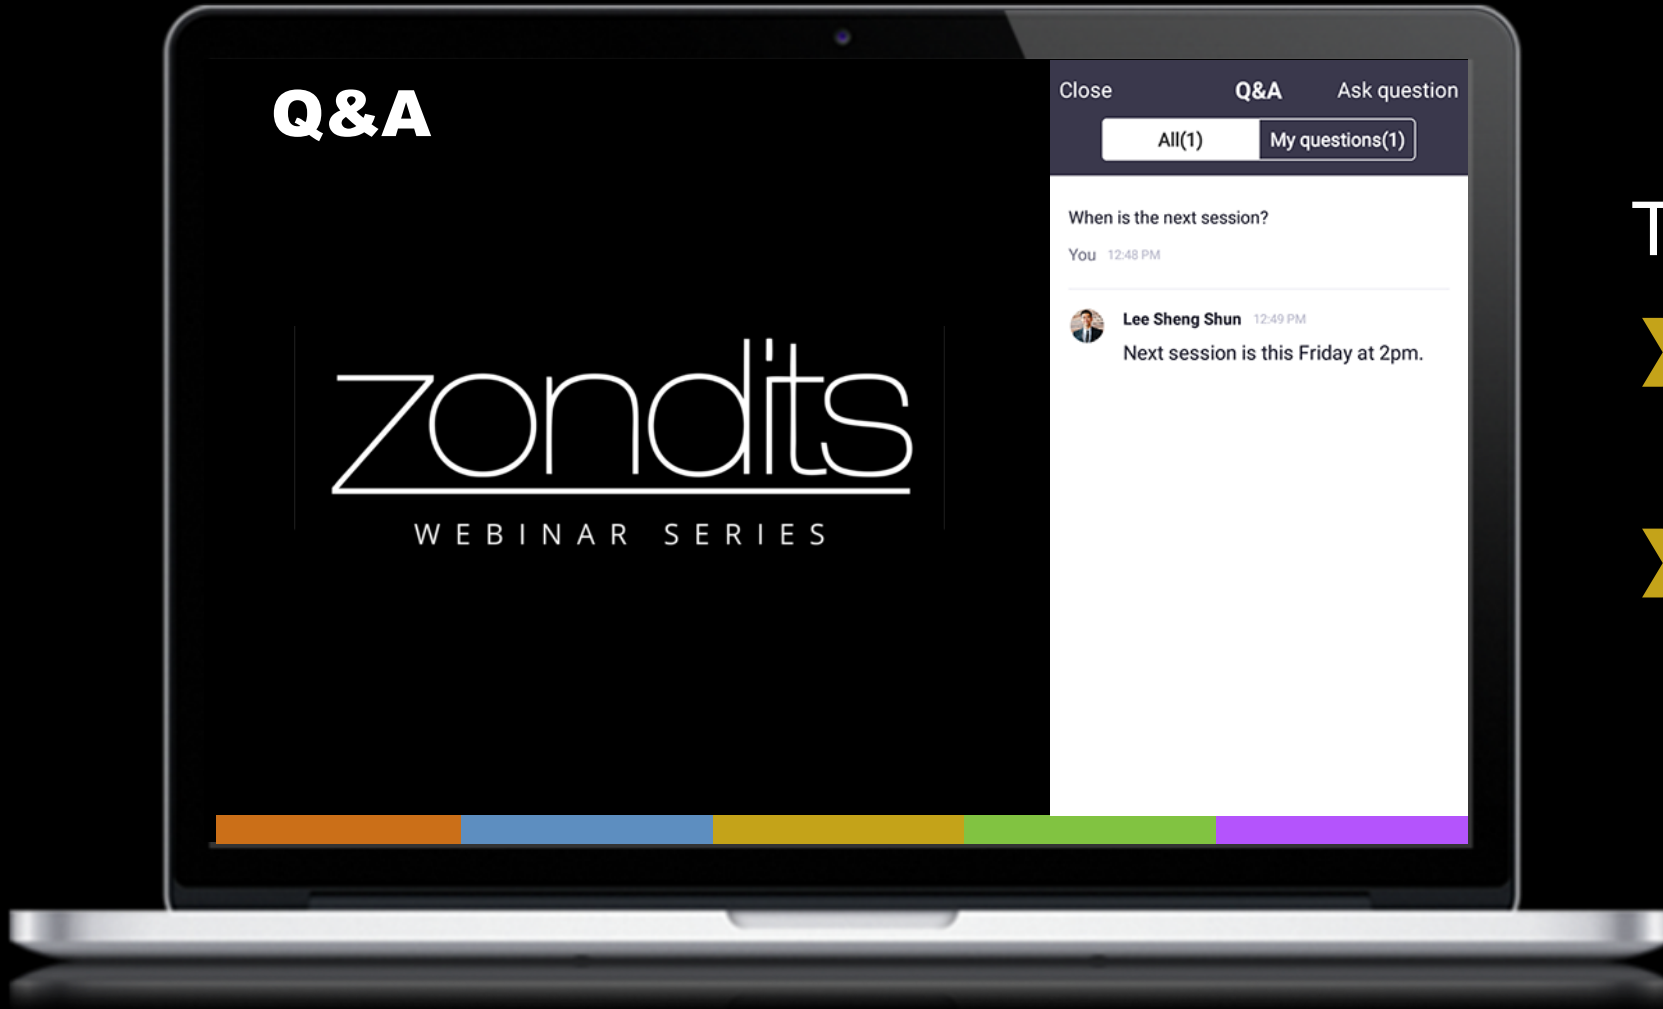 Q&A
zondits
WEBINAR SERIES
Close Q&A Ask question
All(1) My questions(1)
When is the next session?
You 12:48 PM
Lee Sheng Shun 12:49 PM
Next session is this Friday at 2pm.
T